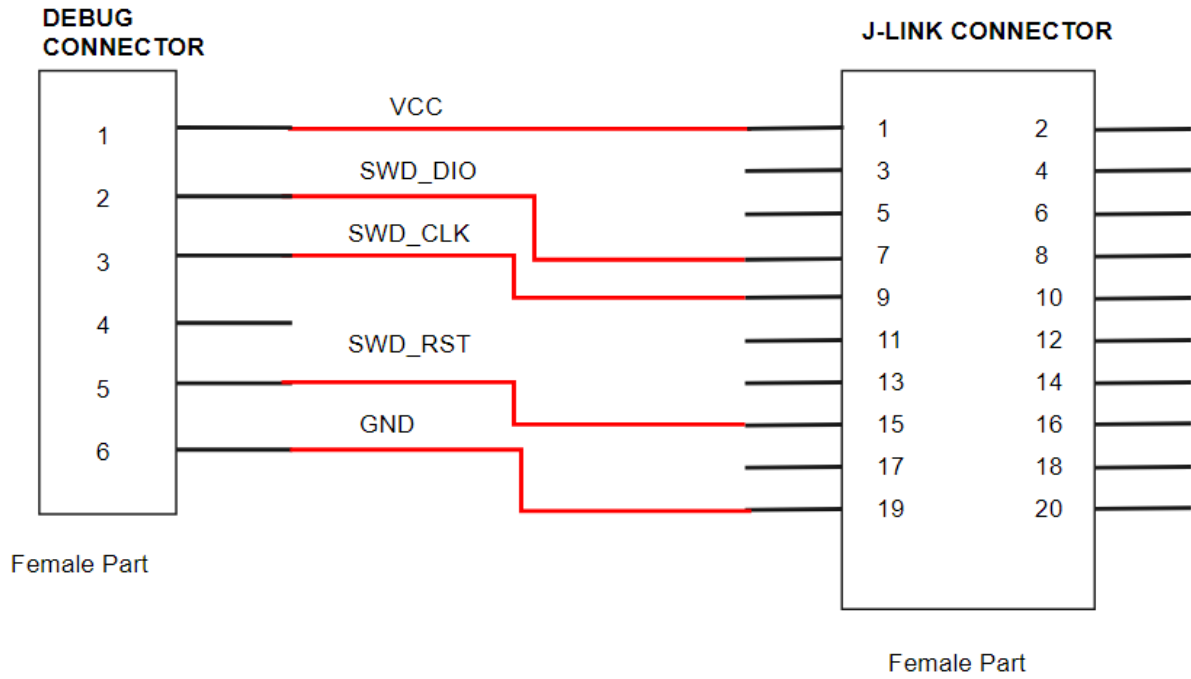 DEBUG
CONNECTOR
J-LINK CONNECTOR
VCC
1
1
2
SWD_DIO
3
4
2
5
6
SWD_CLK
3
7
8
9
10
4
SWD_RST
11
12
5
13
14
GND
15
16
6
17
18
19
20
Female Part
Female Part